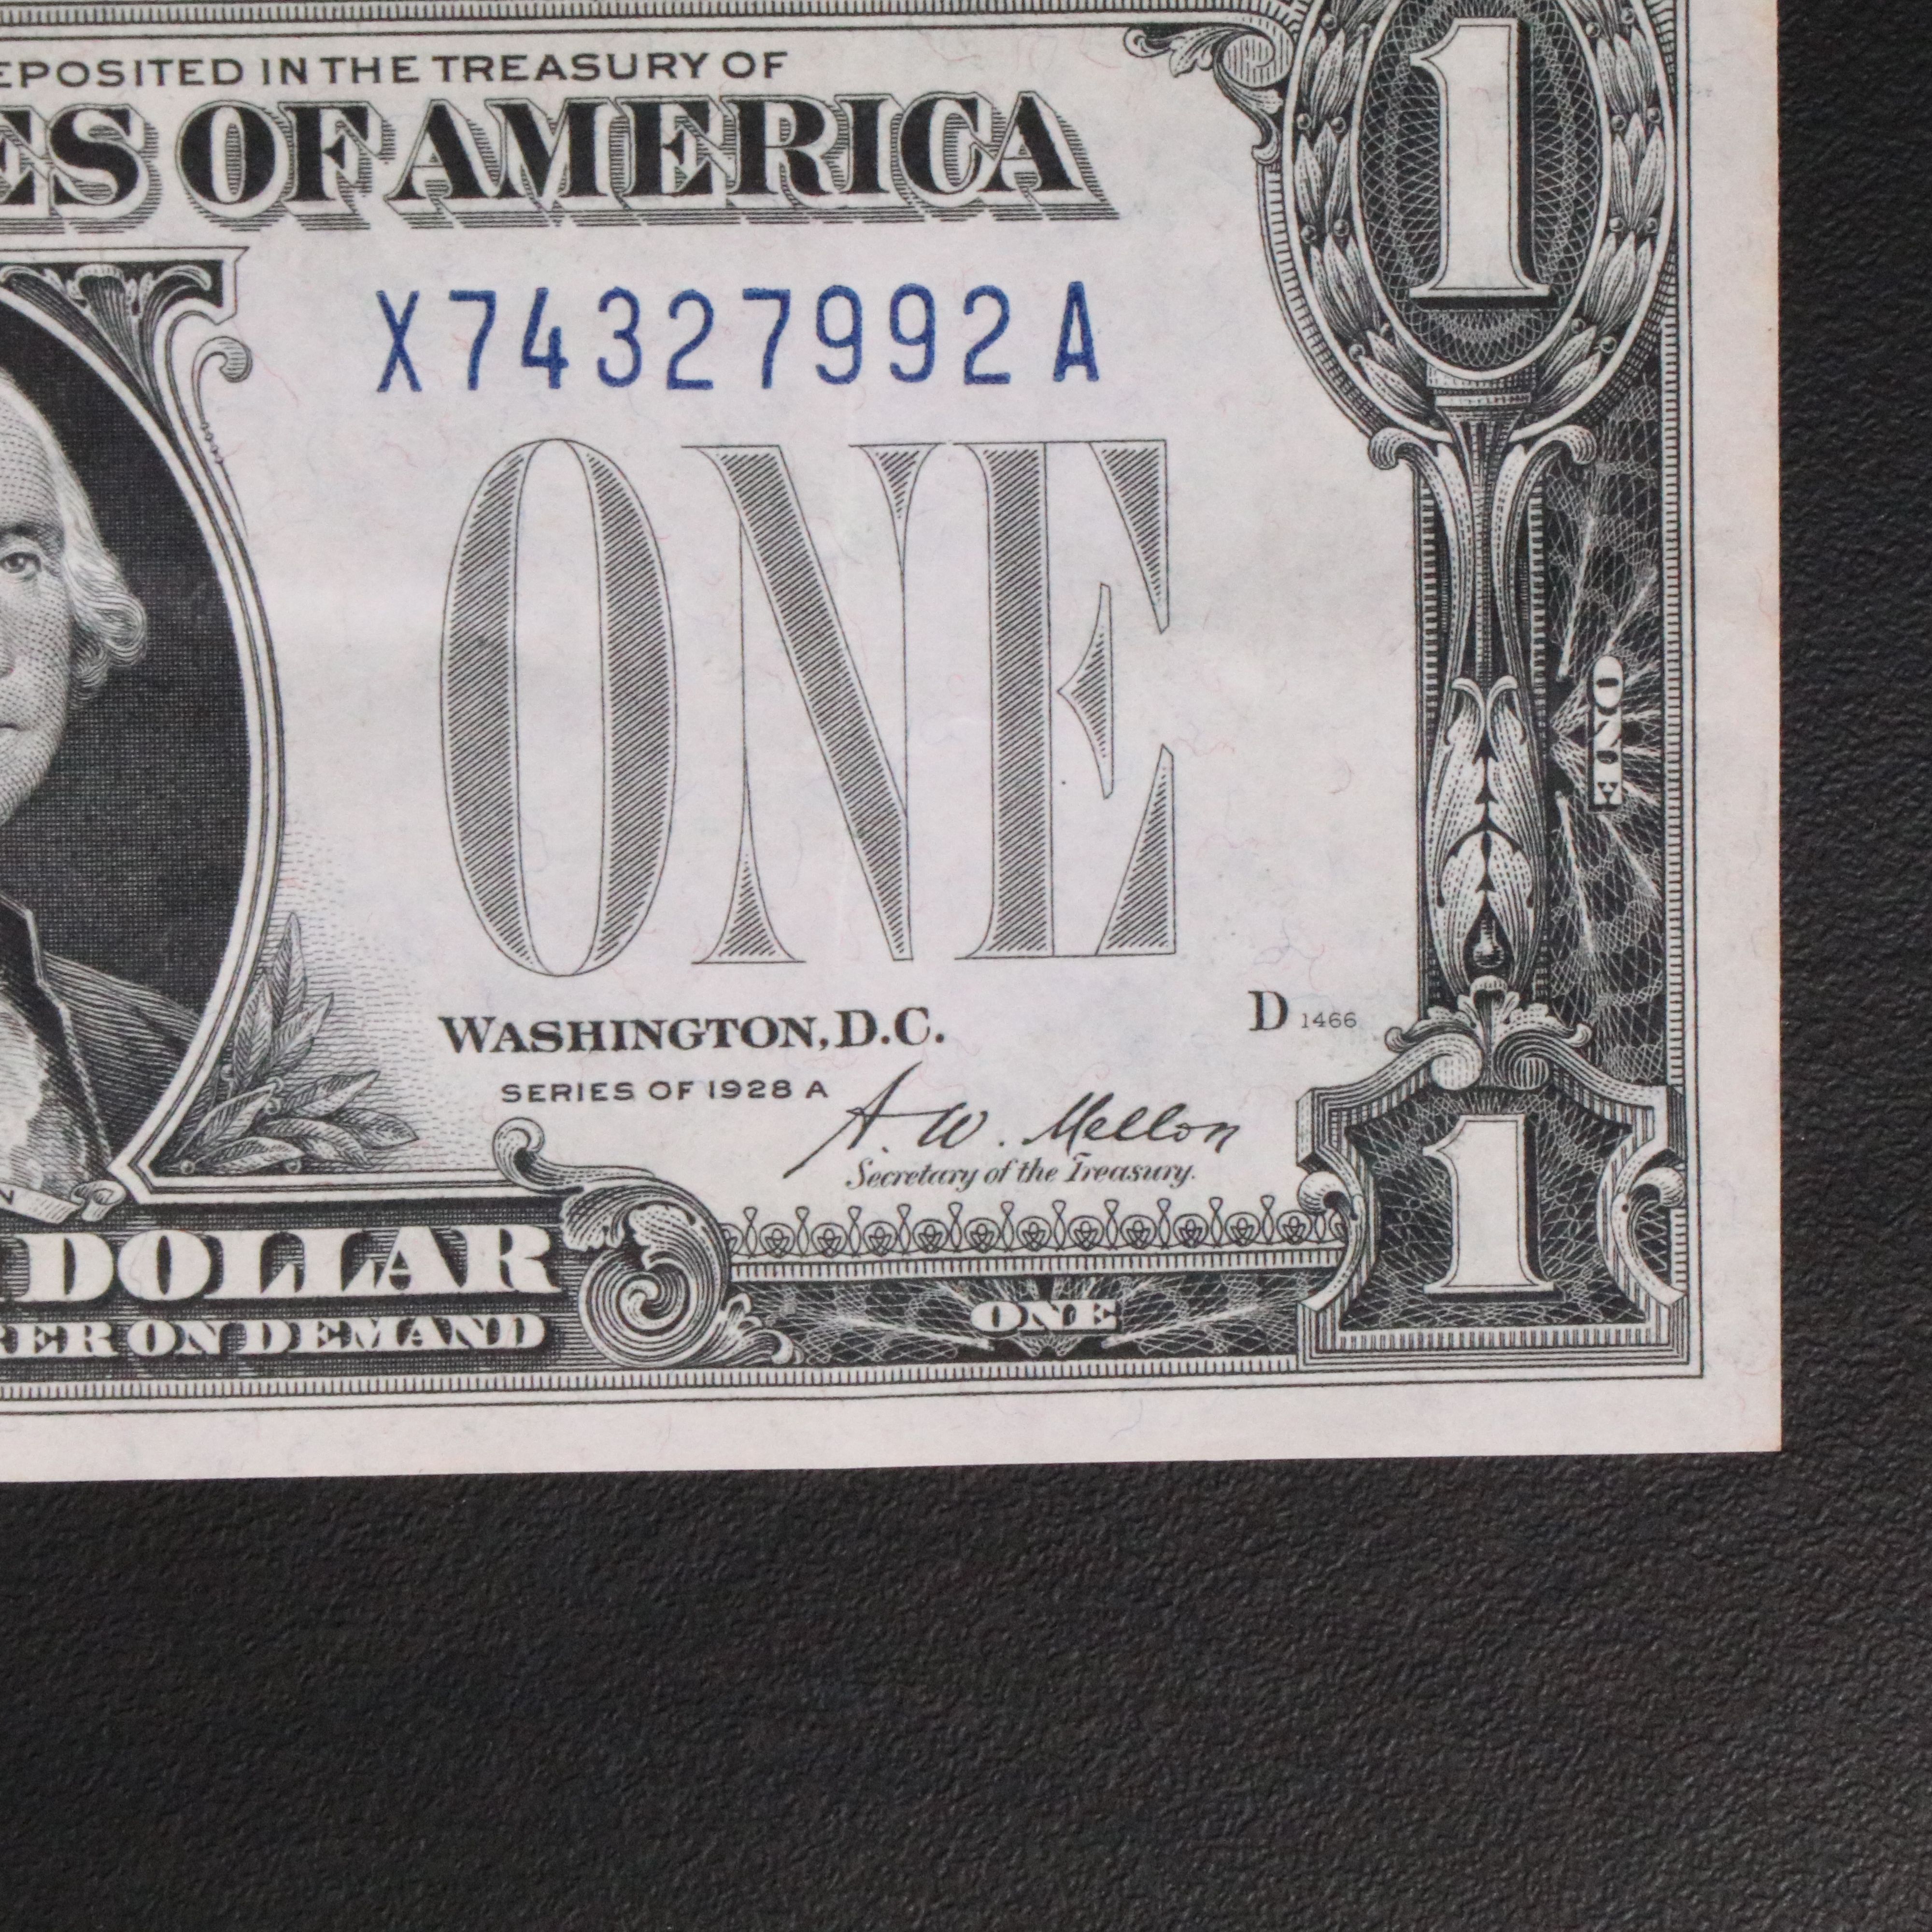 EPOSITED IN THE TREASURY OF
ES OF AMERICA
1
X74327992A
ONE
ONE
WASHINGTON, D.C.
D 1466
SERIES OF 1928 A
A. W. Mellon
Secretary of the Treasury.
1
DOLLAR
ONE
RER ON DEMAND